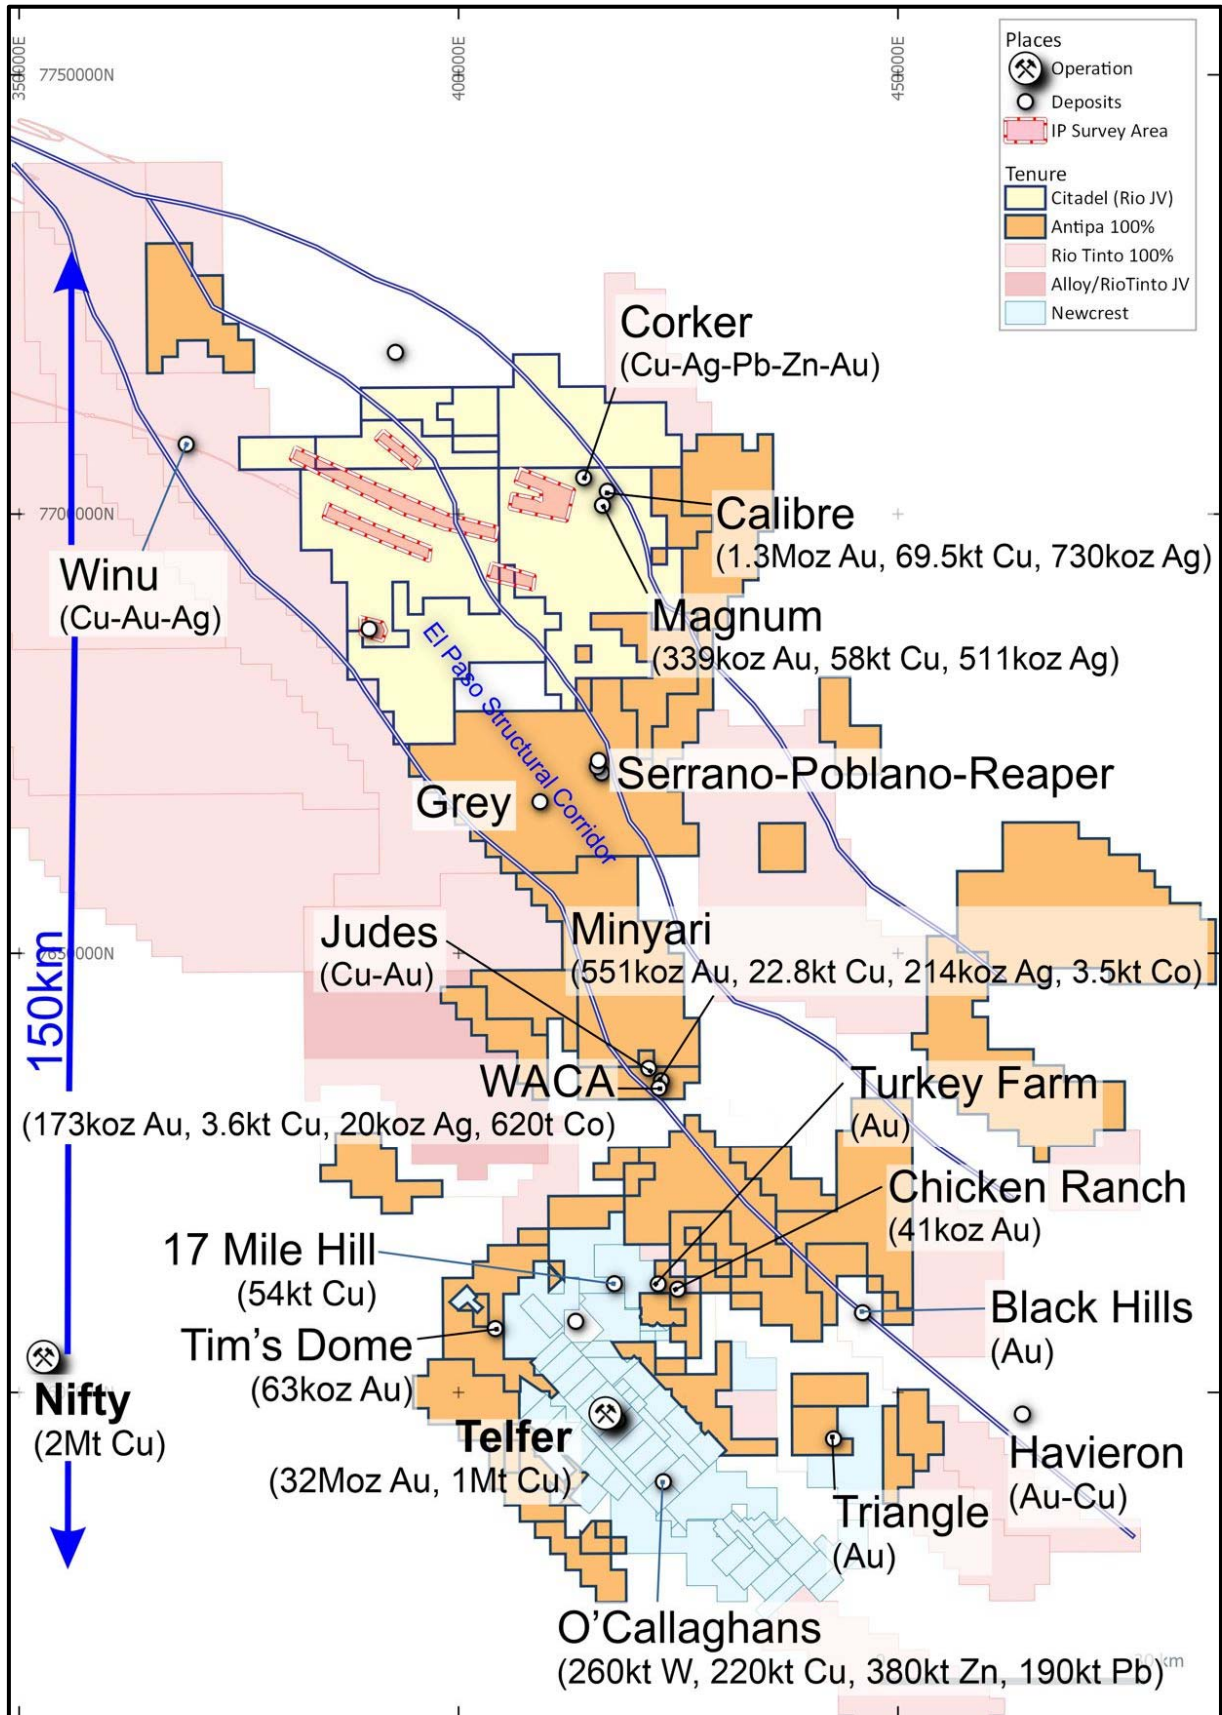 350000E
400000E
450000E
7750000N
Places
Operation
Deposits
IP Survey Area
Tenure
Citadel (Rio JV)
Antipa 100%
Rio Tinto 100%
Alloy/RioTinto JV
Newcrest
Corker
(Cu-Ag-Pb-Zn-Au)
7700000N
Calibre
(1.3Moz Au, 69.5kt Cu, 730koz Ag)
Winu
(Cu-Au-Ag)
Magnum
(339koz Au, 58kt Cu, 511koz Ag)
El Paso Structural Corridor
Serrano-Poblano-Reaper
Grey
Judes
(Cu-Au)
Minyari
(551koz Au, 22.8kt Cu, 214koz Ag, 3.5kt Co)
7650000N
150km
WACA
(173koz Au, 3.6kt Cu, 20koz Ag, 620t Co)
Turkey Farm
(Au)
Chicken Ranch
(41koz Au)
17 Mile Hill
(54kt Cu)
Black Hills
(Au)
Tim's Dome
(63koz Au)
Nifty
(2Mt Cu)
Telfer
(32Moz Au, 1Mt Cu)
Havieron
(Au-Cu)
Triangle
(Au)
O'Callaghans
(260kt W, 220kt Cu, 380kt Zn, 190kt Pb)
km